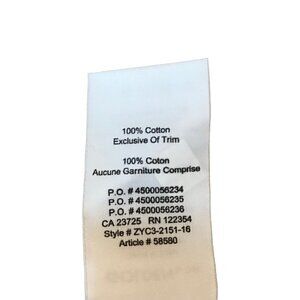 100% Cotton
Exclusive Of Trim
100% Coton
Aucune Garniture Comprise
P.O. # 4500056234
P.O. # 4500056235
P.O. # 4500056236
CA 23725 RN 122354
Style # ZYC3-2151-16
Article # 58580